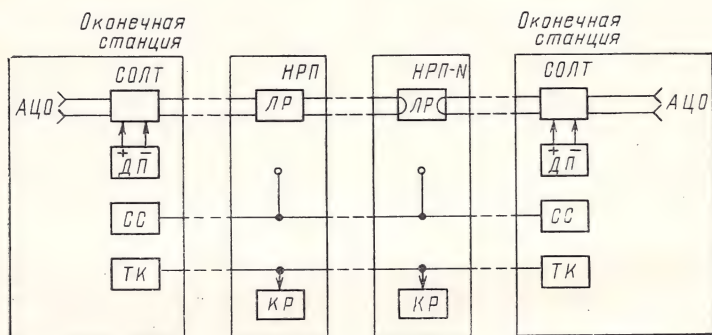 Оконечная
станция
Оконечная
станция
СОЛТ
НРП
НРП-N
СОЛТ
АЦО
ЛР
ЛР
АЦО
+ −
ДП
+ −
ДП
СС
СС
ТК
ТК
КР
КР